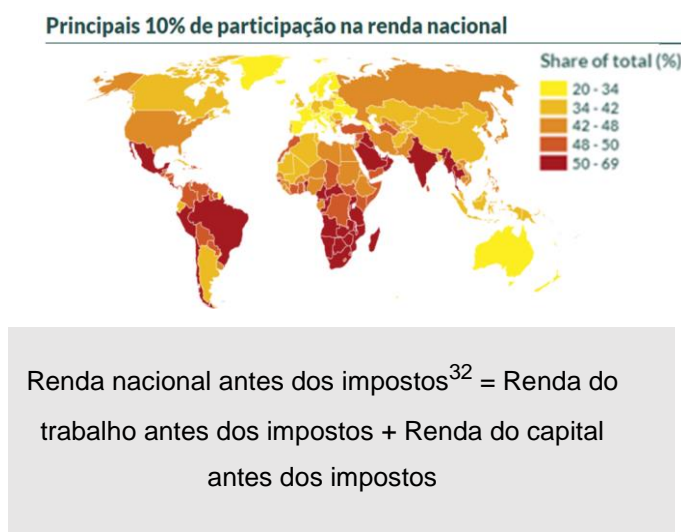 Principais 10% de participação na renda nacional
Share of total (%)
20 - 34
34 - 42
42 - 48
48 - 50
50 - 69
Renda nacional antes dos impostos32 = Renda do
trabalho antes dos impostos + Renda do capital
antes dos impostos